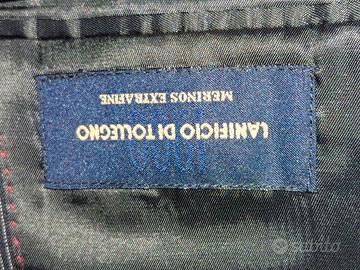 LANIFICIO DI TOLLEGNO
MERINOS EXTRAFINE
subito